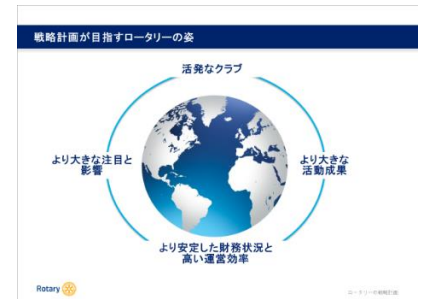 戦略計画が目指すロータリーの姿
活発なクラブ
より大きな注目と
影響
より大きな
活動成果
より安定した財務状況と
高い運営効率
Rotary
ロータリーの戦略計画